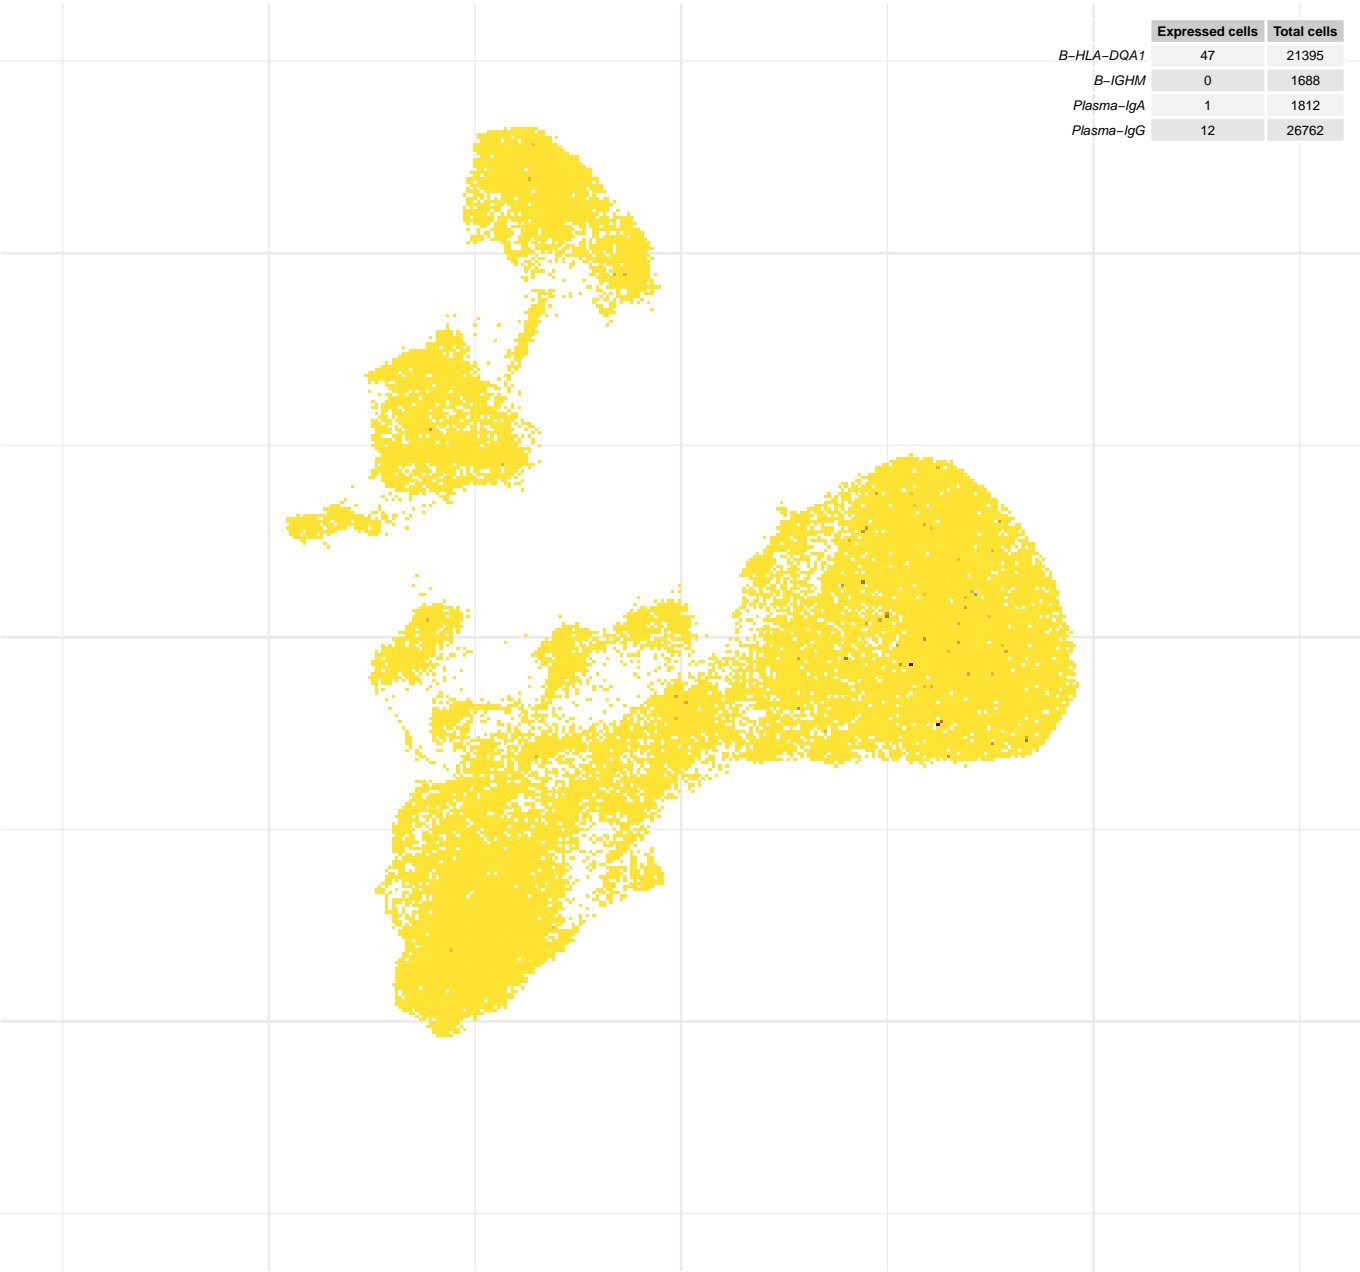 Expressed cells Total cells
B-HLA-DQA1 47 21395
B-IGHM 0 1688
Plasma-IgA 1 1812
Plasma-IgG 12 26762